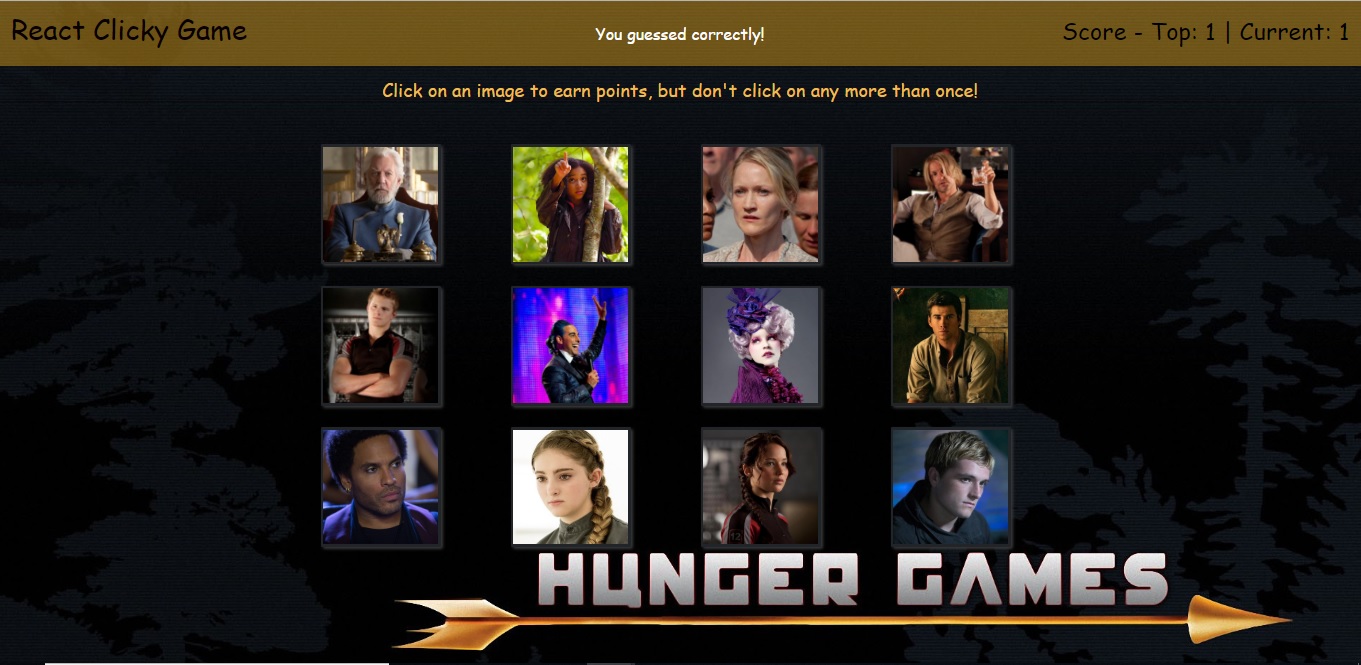 React Clicky Game
You guessed correctly!
Score - Top: 1 | Current: 1
Click on an image to earn points, but don't click on any more than once!
12
HUNGER GAMES